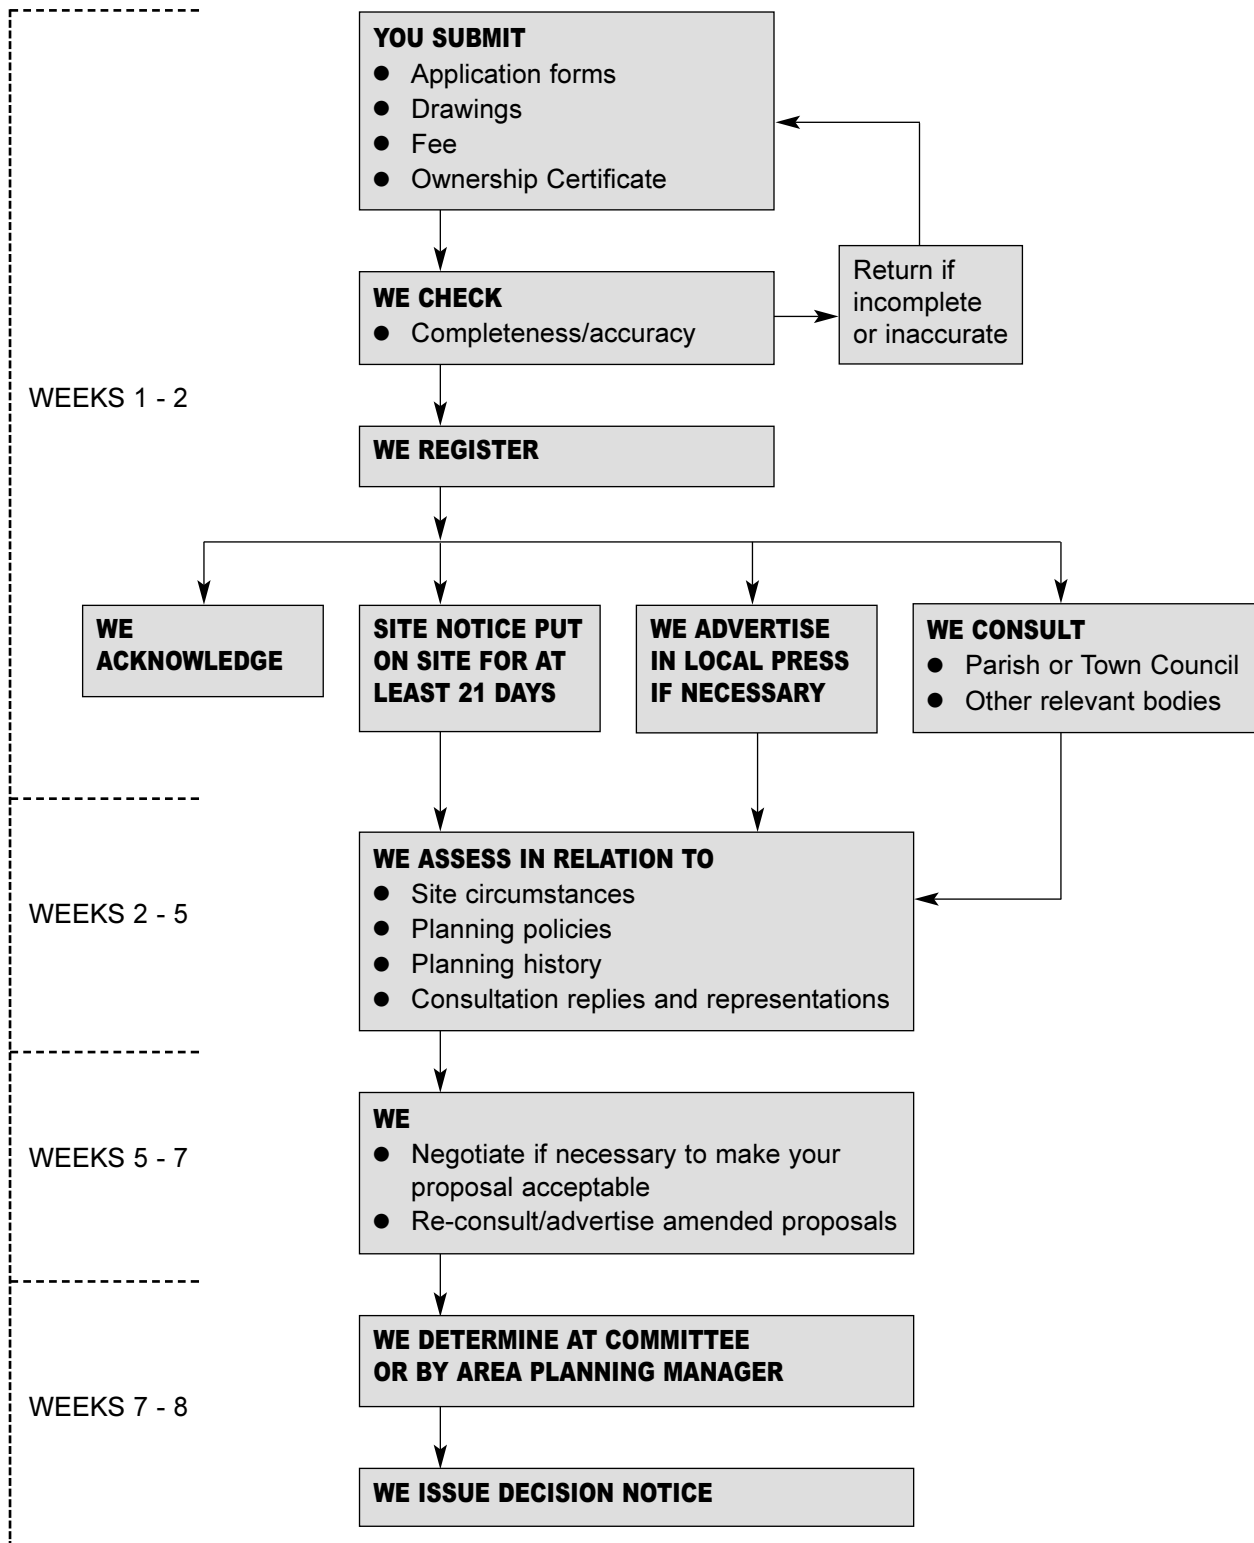 YOU SUBMIT
● Application forms
● Drawings
● Fee
● Ownership Certificate
Return if
incomplete
or inaccurate
WE CHECK
● Completeness/accuracy
WEEKS 1 - 2
WE REGISTER
WE
ACKNOWLEDGE
SITE NOTICE PUT
ON SITE FOR AT
LEAST 21 DAYS
WE ADVERTISE
IN LOCAL PRESS
IF NECESSARY
WE CONSULT
● Parish or Town Council
● Other relevant bodies
WEEKS 2 - 5
WE ASSESS IN RELATION TO
● Site circumstances
● Planning policies
● Planning history
● Consultation replies and representations
WEEKS 5 - 7
WE
● Negotiate if necessary to make your
proposal acceptable
● Re-consult/advertise amended proposals
WEEKS 7 - 8
WE DETERMINE AT COMMITTEE
OR BY AREA PLANNING MANAGER
WE ISSUE DECISION NOTICE